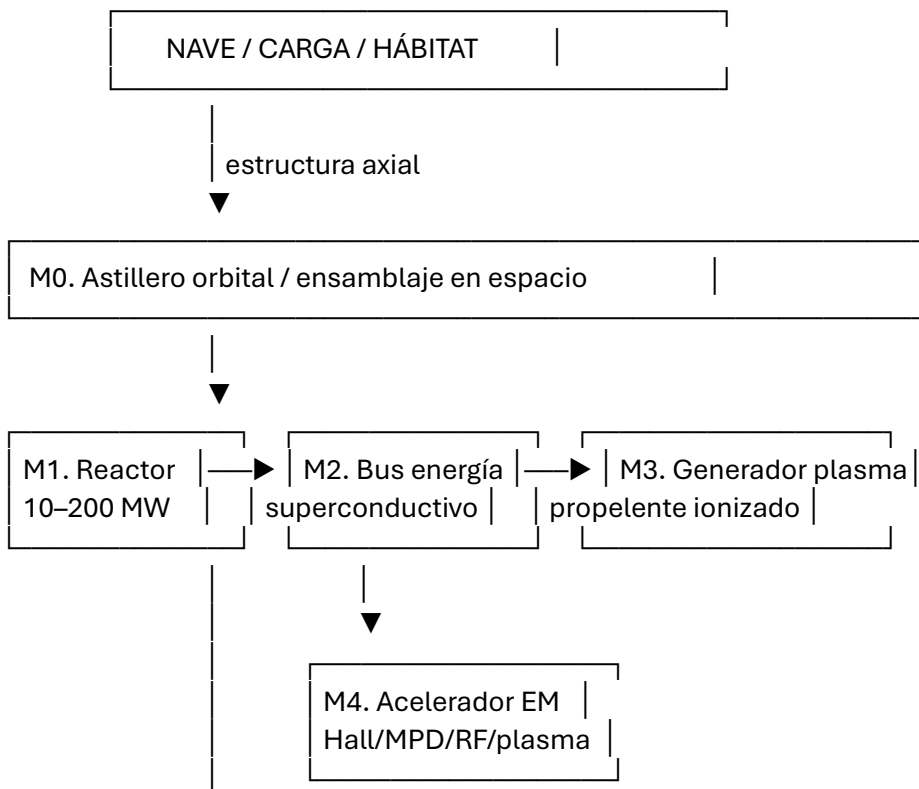 NAVE / CARGA / HÁBITAT
estructura axial
M0. Astillero orbital / ensamblaje en espacio
M1. Reactor
10–200 MW
M2. Bus energía
superconductivo
M3. Generador plasma
propelente ionizado
M4. Acelerador EM
Hall/MPD/RF/plasma